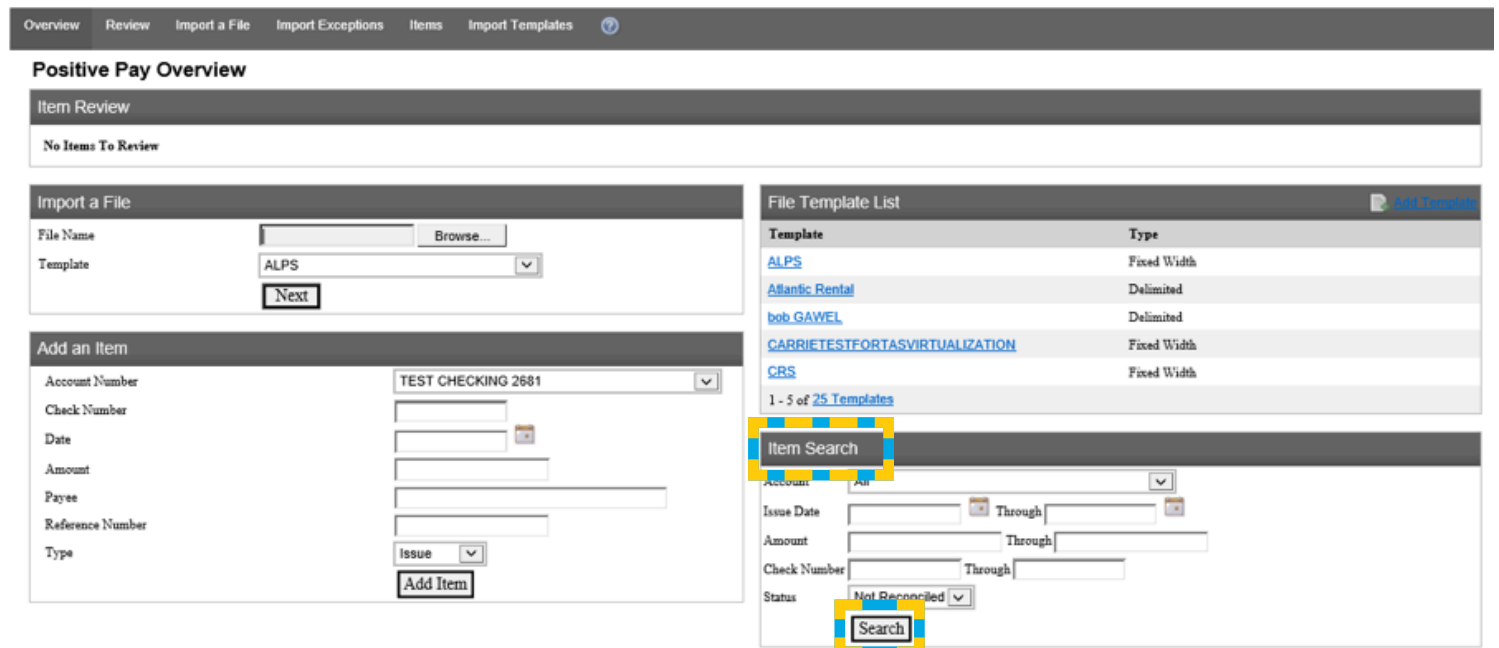 Overview Review Import a File Import Exceptions Items Import Templates ?
Positive Pay Overview
Item Review
No Items To Review
Import a File
File Name Browse...
Template ALPS
Next
Add an Item
Account Number TEST CHECKING 2681
Check Number
Date
Amount
Payee
Reference Number
Type Issue
Add Item
File Template List Add Template
Template Type
ALPS Fixed Width
Atlantic Rental Delimited
bob GAWEL Delimited
CARRIETESTFORTASVIRTUALIZATION Fixed Width
CRS Fixed Width
1 - 5 of 25 Templates
Item Search
Account All
Issue Date Through
Amount Through
Check Number Through
Status Not Reconciled
Search